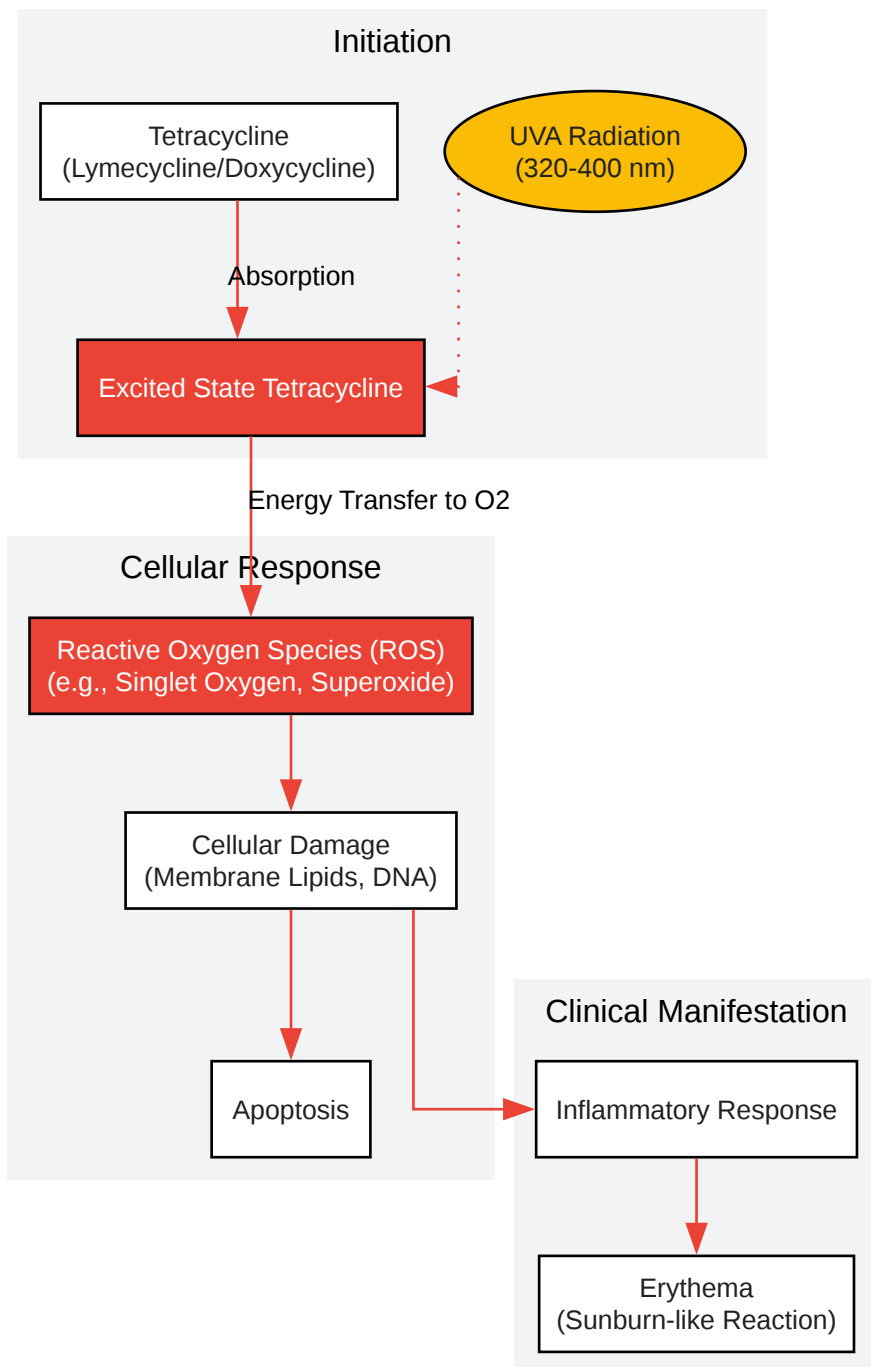 Initiation
Tetracycline
(Lymecycline/Doxycycline)
UVA Radiation
(320-400 nm)
Absorption
Excited State Tetracycline
Energy Transfer to O2
Cellular Response
Reactive Oxygen Species (ROS)
(e.g., Singlet Oxygen, Superoxide)
Cellular Damage
(Membrane Lipids, DNA)
Clinical Manifestation
Apoptosis
Inflammatory Response
Erythema
(Sunburn-like Reaction)